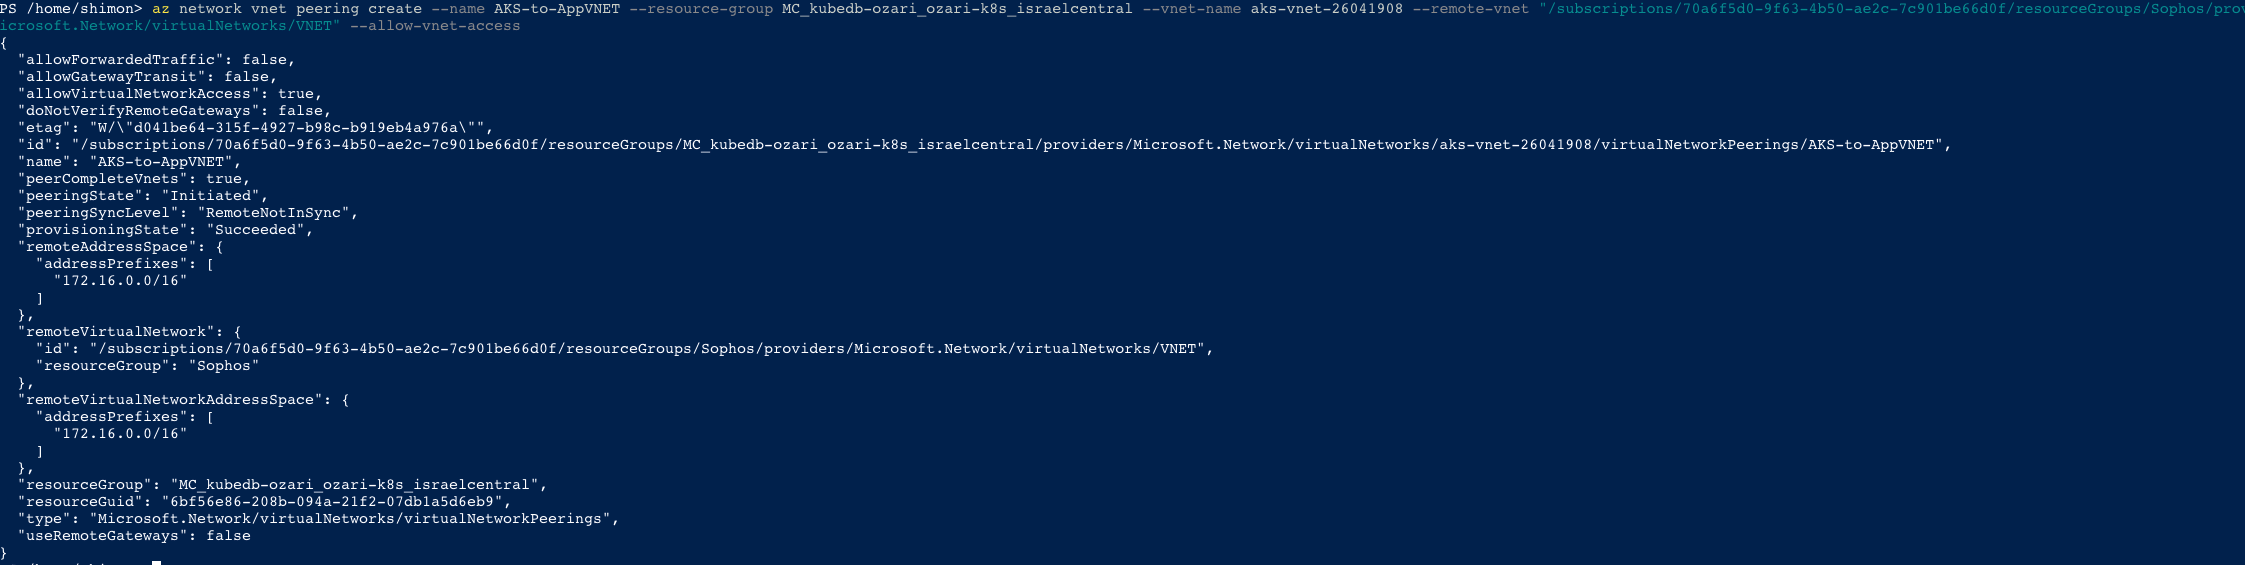 PS /home/shimon> az network vnet peering create --name AKS-to-AppVNET --resource-group MC_kubedb-ozari_ozari-k8s_israelcentral --vnet-name aks-vnet-26041908 --remote-vnet "/subscriptions/70a6f5d0-9f63-4b50-ae2c-7c901be66d0f/resourceGroups/Sophos/prov
icrosoft.Network/virtualNetworks/VNET" --allow-vnet-access
{
  "allowForwardedTraffic": false,
  "allowGatewayTransit": false,
  "allowVirtualNetworkAccess": true,
  "doNotVerifyRemoteGateways": false,
  "etag": "W/\"d041be64-315f-4927-b98c-b919eb4a976a\"",
  "id": "/subscriptions/70a6f5d0-9f63-4b50-ae2c-7c901be66d0f/resourceGroups/MC_kubedb-ozari_ozari-k8s_israelcentral/providers/Microsoft.Network/virtualNetworks/aks-vnet-26041908/virtualNetworkPeerings/AKS-to-AppVNET",
  "name": "AKS-to-AppVNET",
  "peerCompleteVnets": true,
  "peeringState": "Initiated",
  "peeringSyncLevel": "RemoteNotInSync",
  "provisioningState": "Succeeded",
  "remoteAddressSpace": {
    "addressPrefixes": [
      "172.16.0.0/16"
    ]
  },
  "remoteVirtualNetwork": {
    "id": "/subscriptions/70a6f5d0-9f63-4b50-ae2c-7c901be66d0f/resourceGroups/Sophos/providers/Microsoft.Network/virtualNetworks/VNET",
    "resourceGroup": "Sophos"
  },
  "remoteVirtualNetworkAddressSpace": {
    "addressPrefixes": [
      "172.16.0.0/16"
    ]
  },
  "resourceGroup": "MC_kubedb-ozari_ozari-k8s_israelcentral",
  "resourceGuid": "6bf56e86-208b-094a-21f2-07db1a5d6eb9",
  "type": "Microsoft.Network/virtualNetworks/virtualNetworkPeerings",
  "useRemoteGateways": false
}